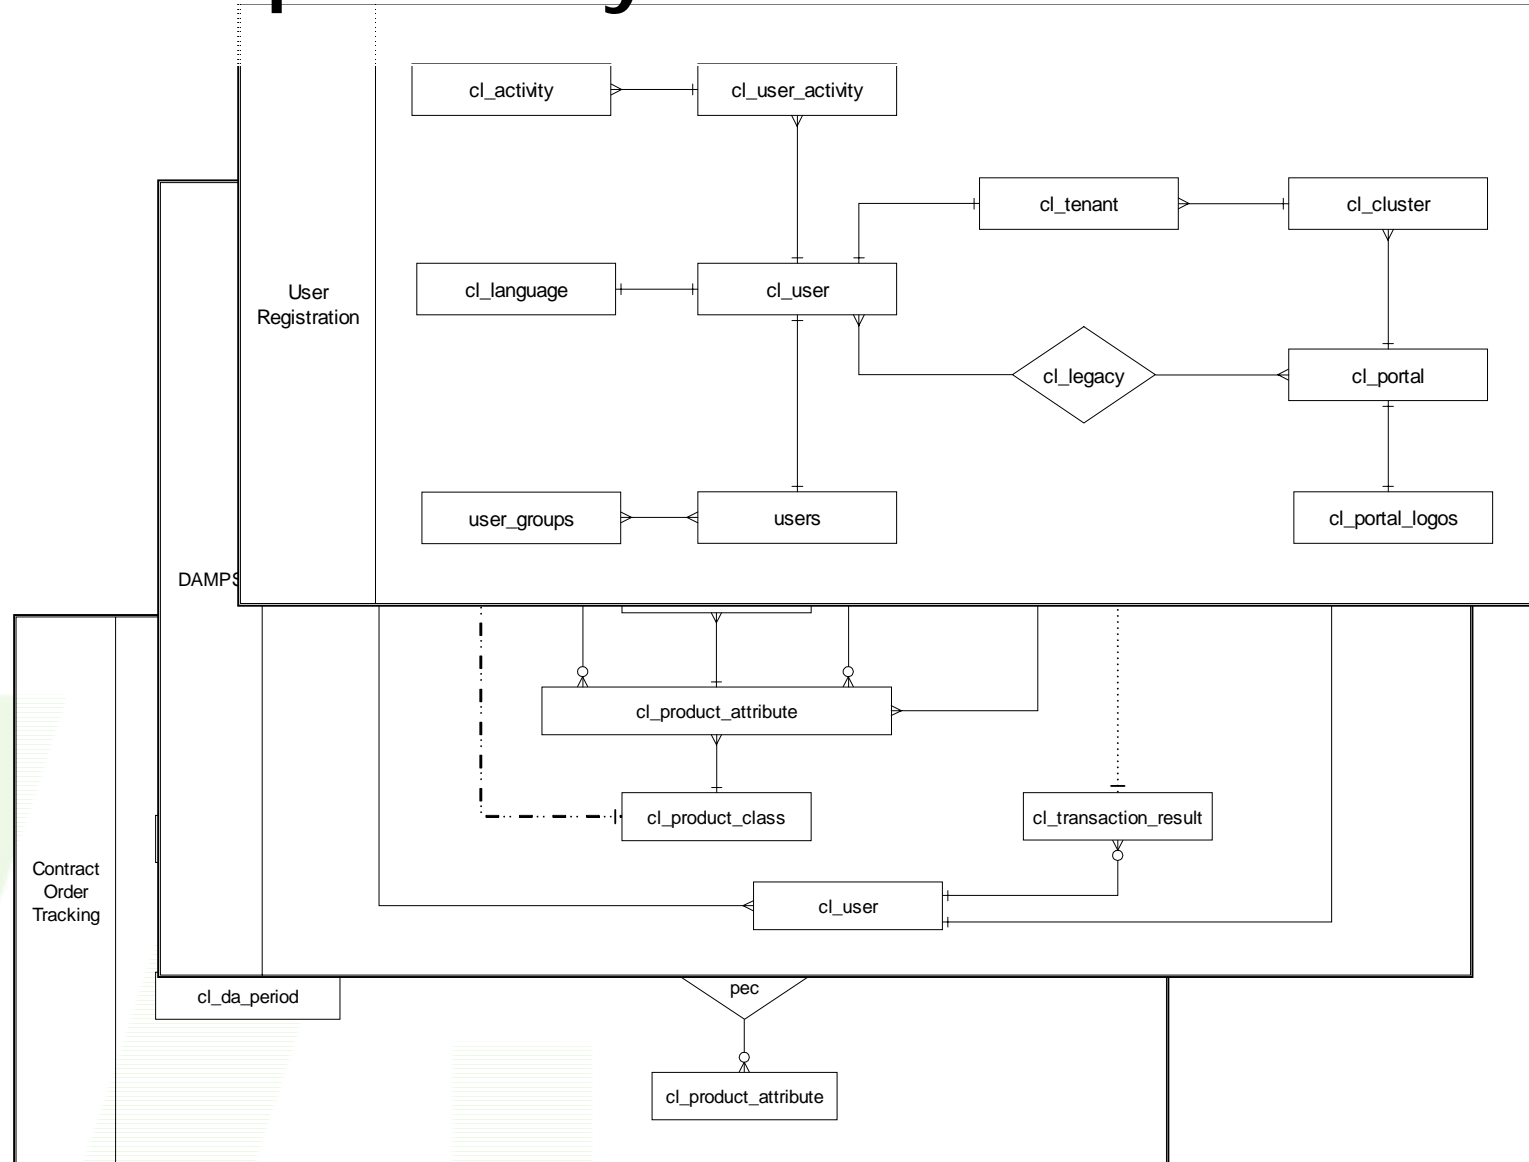 cl_activity
cl_user_activity
cl_tenant
cl_cluster
User
Registration
cl_language
cl_user
cl_legacy
cl_portal
user_groups
users
cl_portal_logos
DAMPS
cl_product_attribute
cl_product_class
cl_transaction_result
Contract
Order
Tracking
cl_user
cl_da_period
pec
cl_product_attribute